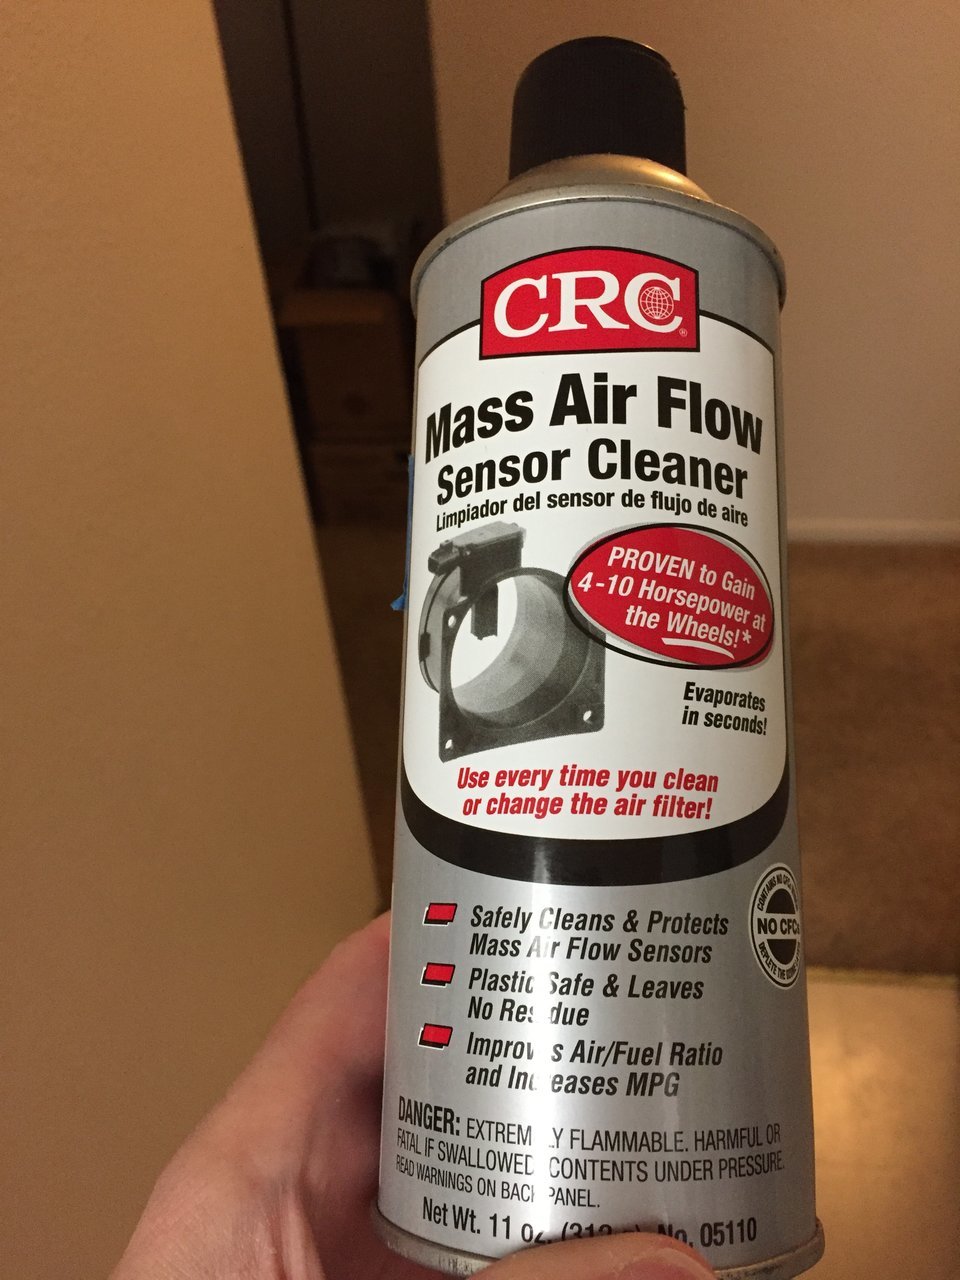 CRC
Mass Air Flow
Sensor Cleaner
Limpiador del sensor de flujo de aire
PROVEN to Gain
4-10 Horsepower at
the Wheels!*
Evaporates
in seconds!
Use every time you clean
or change the air filter!
Safely Cleans & Protects
Mass Air Flow Sensors
Plastic Safe & Leaves
No Residue
Improves Air/Fuel Ratio
and Increases MPG
CONTAINS NO
NO CFCs
DEPLETE THE
DANGER: EXTREMELY FLAMMABLE. HARMFUL OR
FATAL IF SWALLOWED. CONTENTS UNDER PRESSURE.
READ WARNINGS ON BACK PANEL.
Net Wt. 11 oz. No. 05110